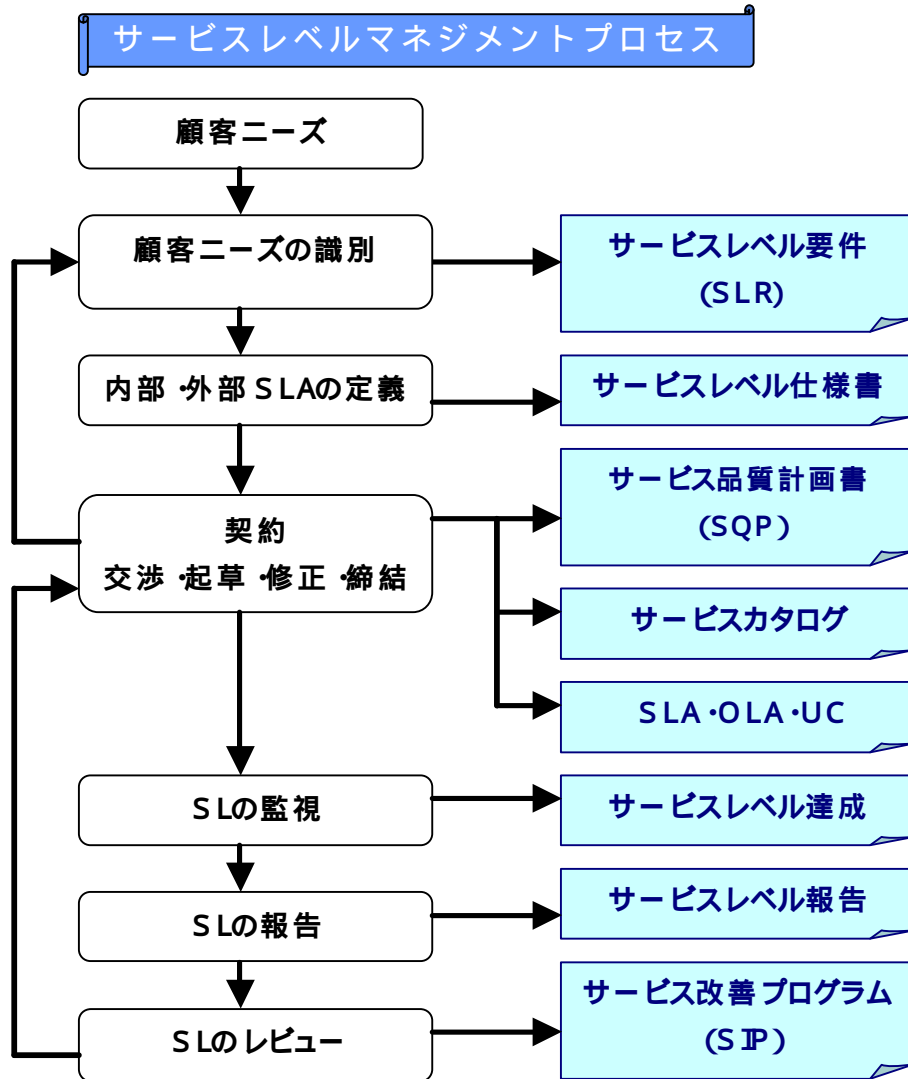 サービスレベルマネジメントプロセス
顧客ニーズ
顧客ニーズの識別
サービスレベル要件
(SLR)
内部・外部SLAの定義
サービスレベル仕様書
契約
交渉・起草・修正・締結
サービス品質計画書
(SQP)
サービスカタログ
SLA・OLA・UC
SLの監視
サービスレベル達成
SLの報告
サービスレベル報告
SLのレビュー
サービス改善プログラム
(SIP)